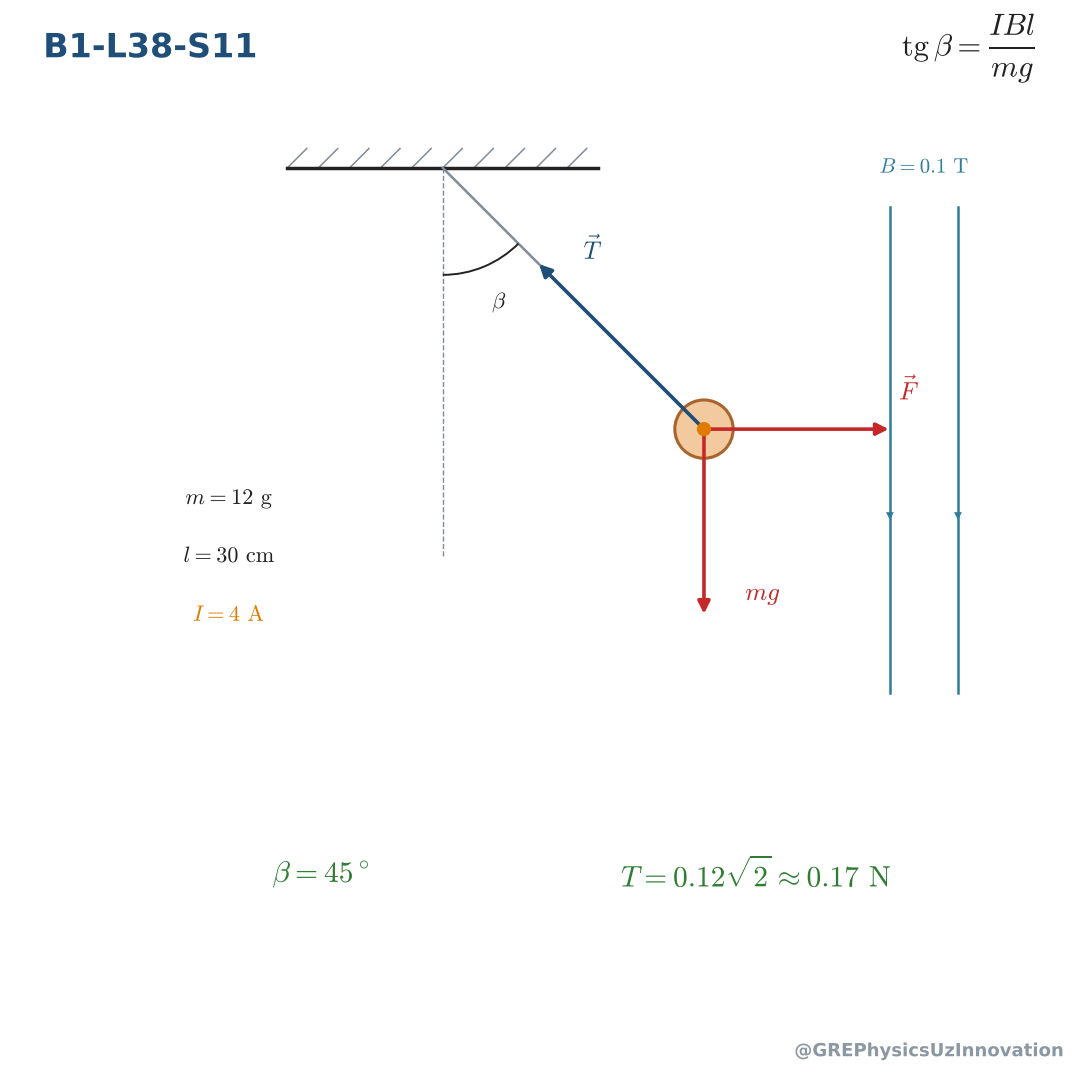 B1-L38-S11
tg β = IBl/mg
B = 0.1 T
T⃗
β
F⃗
m = 12 g
l = 30 cm
I = 4 A
mg
β = 45°
T = 0.12√2 ≈ 0.17 N
@GREPhysicsUzInnovation